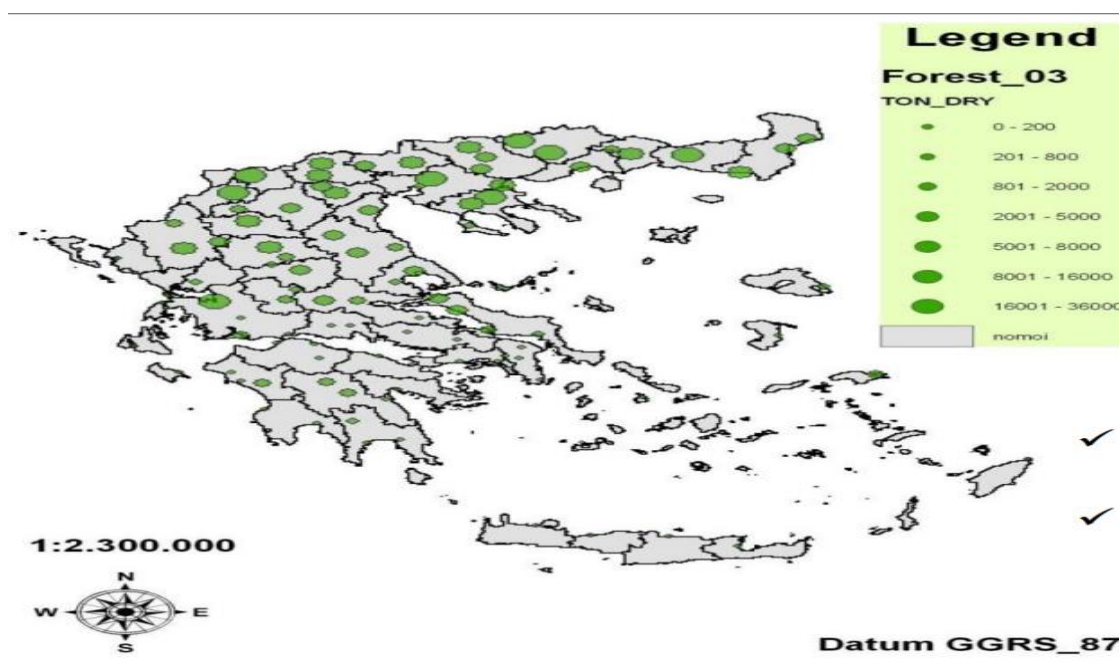 Legend
Forest_03
TON_DRY
0 - 200
201 - 800
801 - 2000
2001 - 5000
5001 - 8000
8001 - 16000
16001 - 36000
nomoi
1:2.300.000
N
W
E
S
Datum GGRS_87